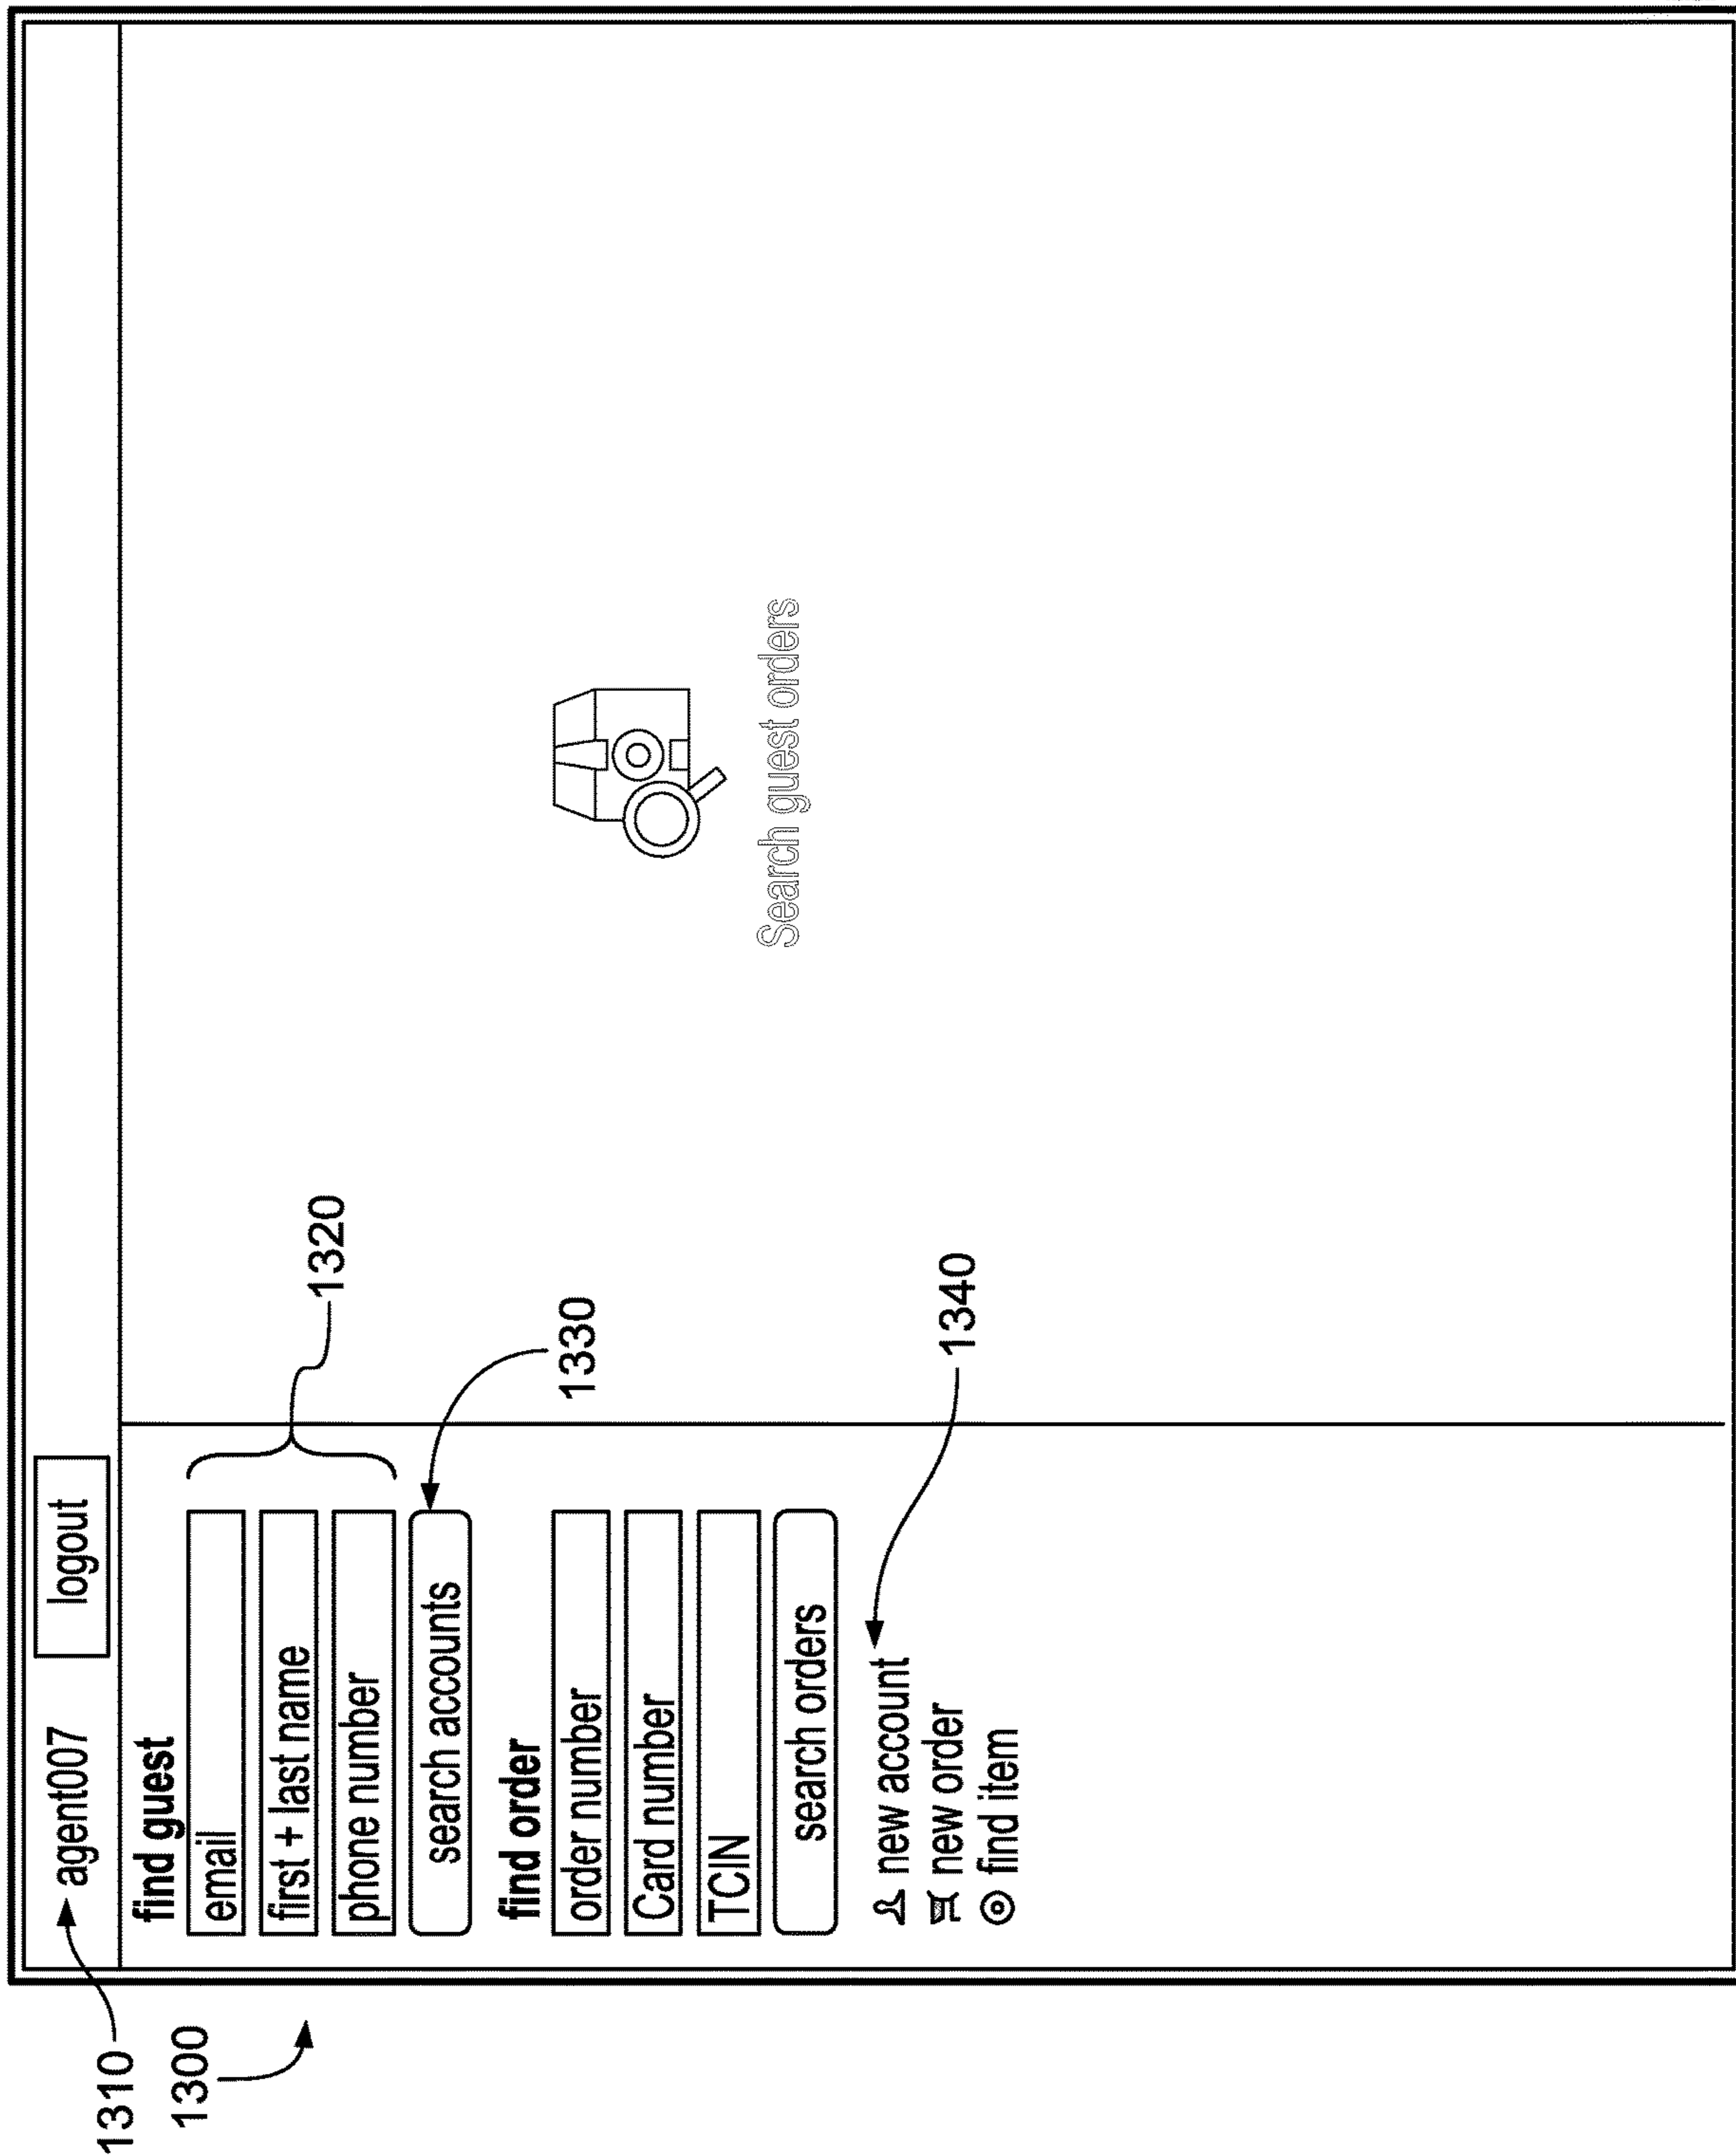 1310
1300
agent007
logout
find guest
email
first + last name
phone number
1320
search accounts
1330
find order
order number
Card number
TCIN
search orders
new account
1340
new order
find item
Search guest orders